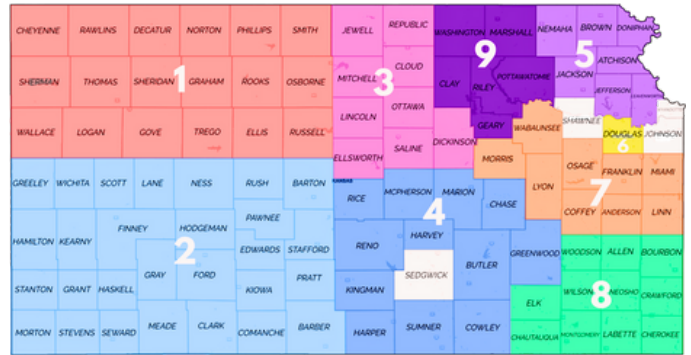 CHEYENNE RAWLINS DECATUR NORTON PHILLIPS SMITH JEWELL REPUBLIC WASHINGTON MARSHALL NEMAHA BROWN DONIPHAN
SHERMAN THOMAS SHERIDAN GRAHAM ROOKS OSBORNE MITCHELL CLOUD CLAY RILEY POTTAWATOMIE JACKSON ATCHISON
1 3 9 5
JEFFERSON
WALLACE LOGAN GOVE TREGO ELLIS RUSSELL LINCOLN OTTAWA GEARY WABAUNSEE SHAWNEE DOUGLAS JOHNSON
6
ELLSWORTH SALINE DICKINSON MORRIS OSAGE FRANKLIN MIAMI
GREELEY WICHITA SCOTT LANE NESS RUSH BARTON KANSAS
RICE MCPHERSON MARION CHASE LYON COFFEY ANDERSON LINN
4 7
HAMILTON KEARNY FINNEY HODGEMAN PAWNEE EDWARDS STAFFORD RENO HARVEY BUTLER GREENWOOD WOODSON ALLEN BOURBON
2
STANTON GRANT HASKELL GRAY FORD KIOWA PRATT KINGMAN SEDGWICK ELK WILSON NEOSHO CRAWFORD
8
MORTON STEVENS SEWARD MEADE CLARK COMANCHE BARBER HARPER SUMNER COWLEY CHAUTAUQUA MONTGOMERY LABETTE CHEROKEE